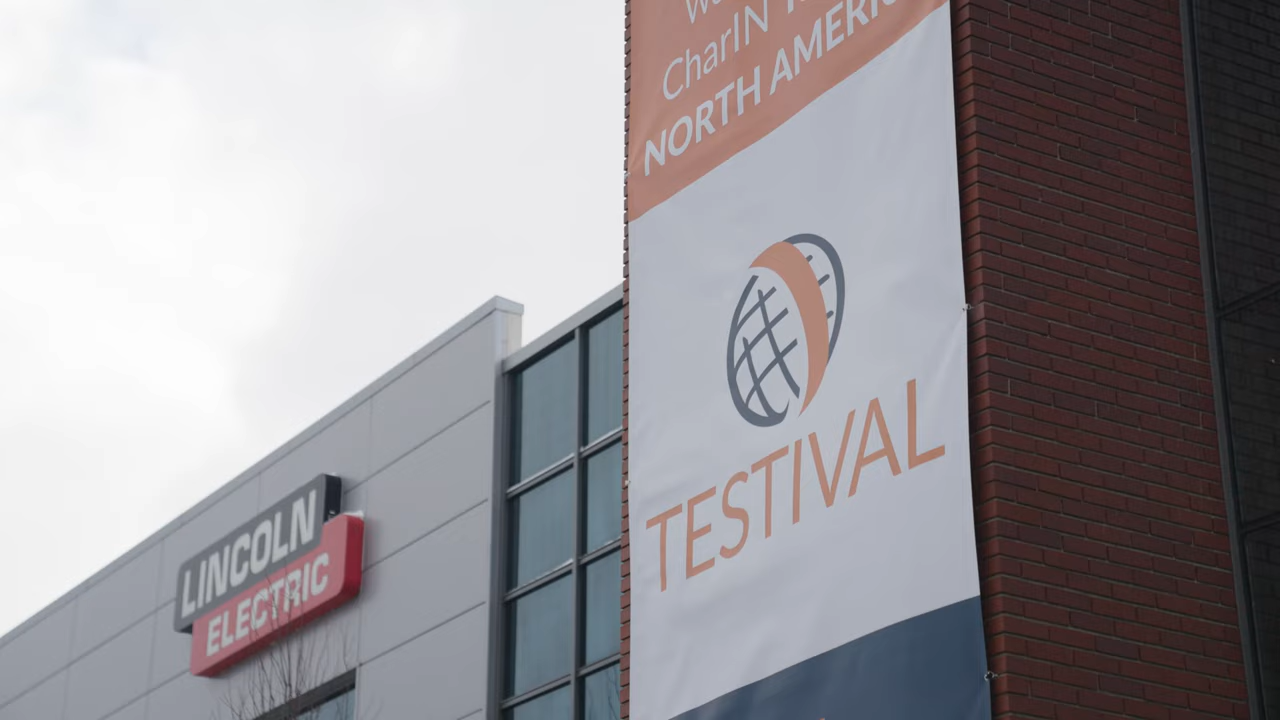 CharIN
NORTH AMERIC
TESTIVAL
LINCOLN
ELECTRIC